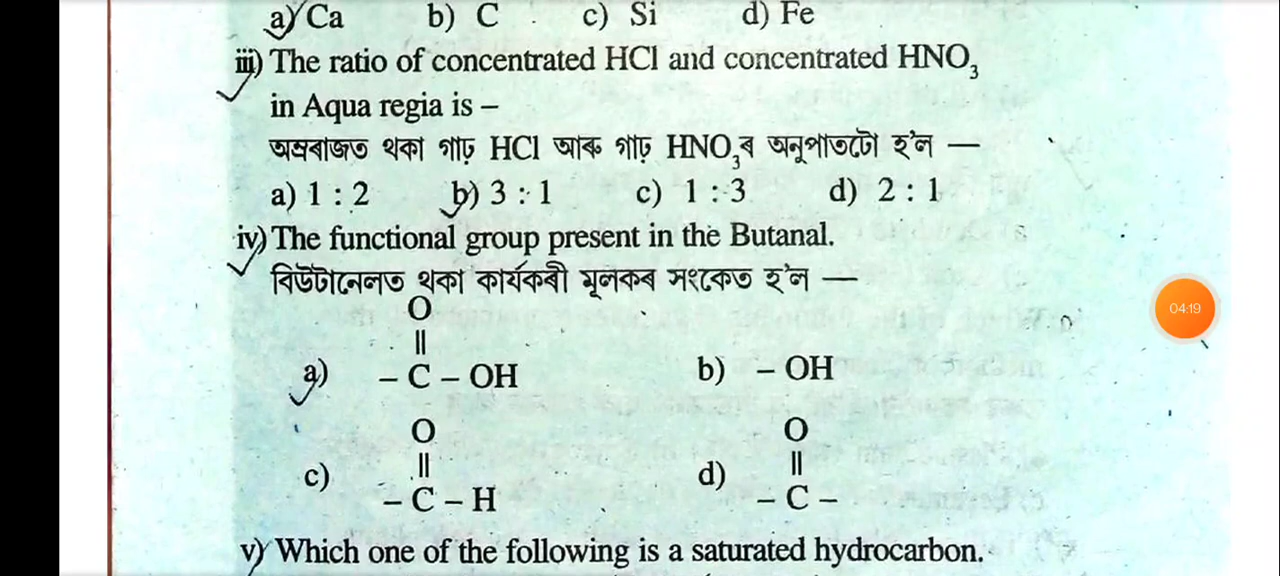 a) Ca b) C c) Si d) Fe
iii) The ratio of concentrated HCl and concentrated HNO₃
in Aqua regia is –
অম্লৰাজত থকা গাঢ় HCl আৰু গাঢ় HNO₃ৰ অনুপাতটো হ'ল —
a) 1 : 2 b) 3 : 1 c) 1 : 3 d) 2 : 1
iv) The functional group present in the Butanal.
বিউটানেলত থকা কাৰ্যকৰী মূলকৰ সংকেত হ'ল —
O
||
a) – C – OH b) – OH
O O
|| ||
c) – C – H d) – C –
v) Which one of the following is a saturated hydrocarbon.
04:19